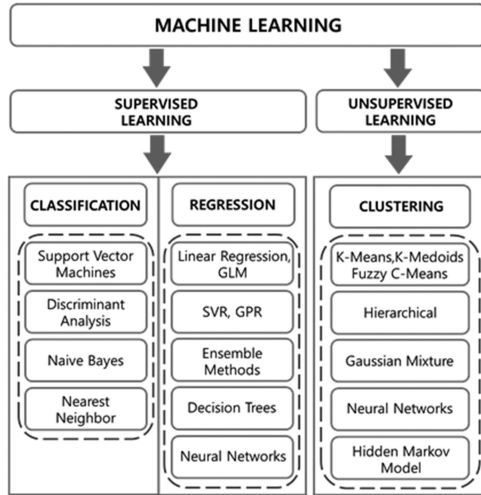 MACHINE LEARNING
SUPERVISED
LEARNING
UNSUPERVISED
LEARNING
CLASSIFICATION
Support Vector
Machines
Discriminant
Analysis
Naive Bayes
Nearest
Neighbor
REGRESSION
Linear Regression,
GLM
SVR, GPR
Ensemble
Methods
Decision Trees
Neural Networks
CLUSTERING
K-Means,K-Medoids
Fuzzy C-Means
Hierarchical
Gaussian Mixture
Neural Networks
Hidden Markov
Model